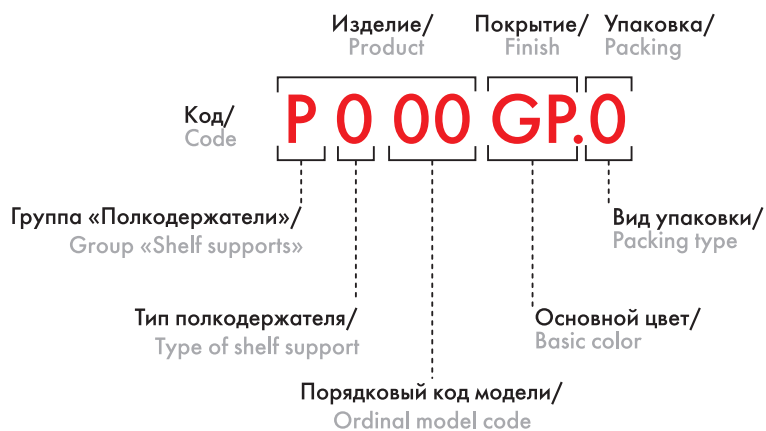 Изделие/ Покрытие/ Упаковка/
Product Finish Packing
Код/
Code
P 0 00 GP.0
Группа «Полкодержатели»/
Group «Shelf supports»
Вид упаковки/
Packing type
Тип полкодержателя/
Type of shelf support
Основной цвет/
Basic color
Порядковый код модели/
Ordinal model code